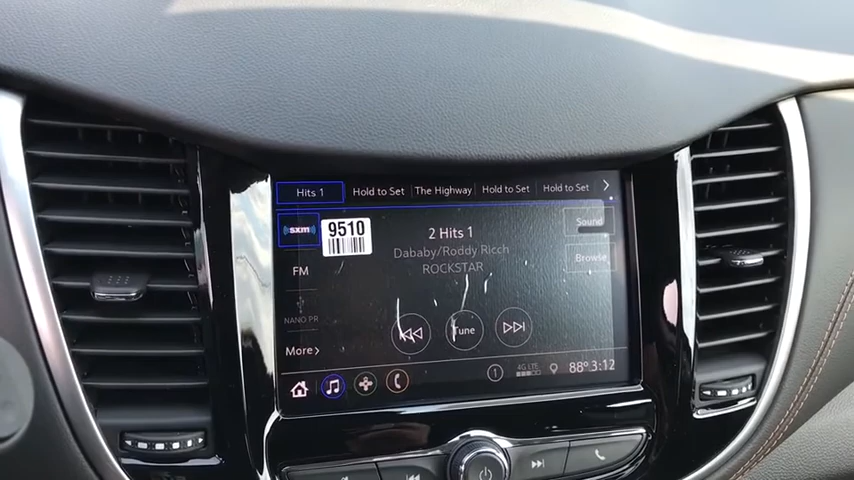 Hits 1
Hold to Set
The Highway
Hold to Set
Hold to Set
sxm
9510
2 Hits 1
Sound
Dababy/Roddy Ricch
Browse
ROCKSTAR
FM
NANO PR
Tune
More
1
4G LTE
88° 3:12